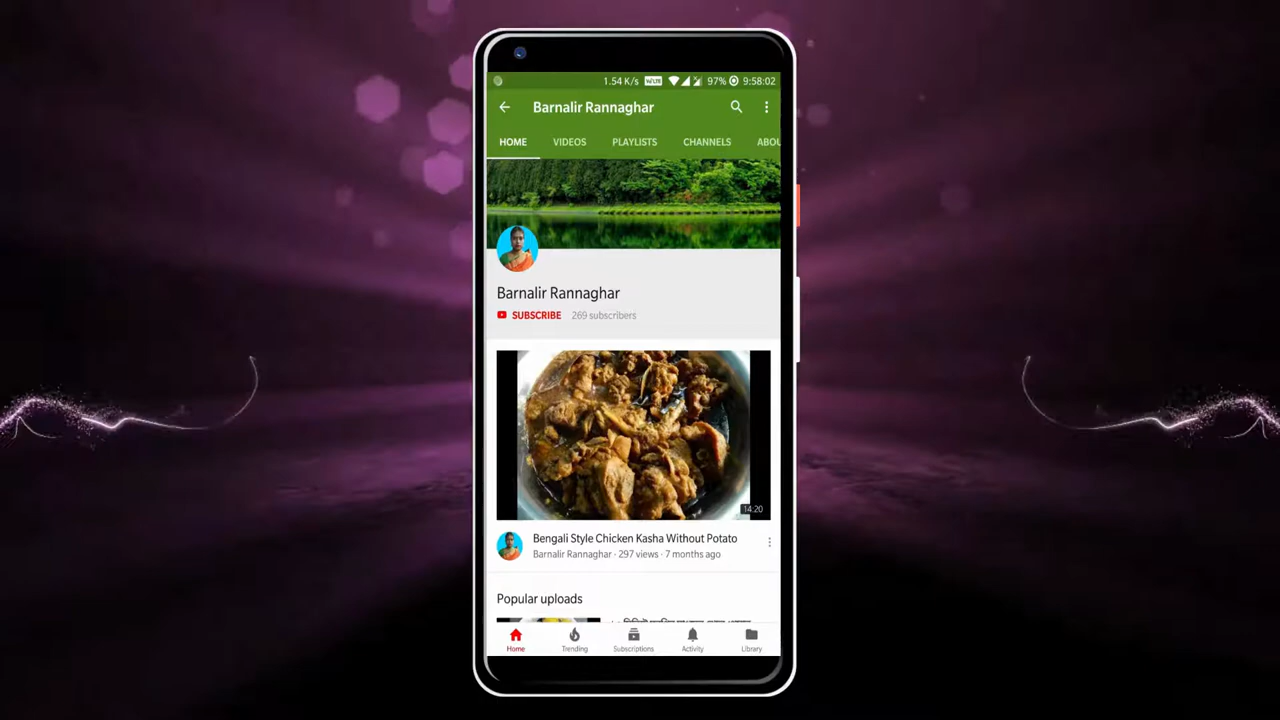 1.54 K/s VoLTE 97% 9:58:02
Barnalir Rannaghar
HOME VIDEOS PLAYLISTS CHANNELS ABOU
Barnalir Rannaghar
SUBSCRIBE 269 subscribers
14:20
Bengali Style Chicken Kasha Without Potato
Barnalir Rannaghar · 297 views · 7 months ago
Popular uploads
Home Trending Subscriptions Activity Library